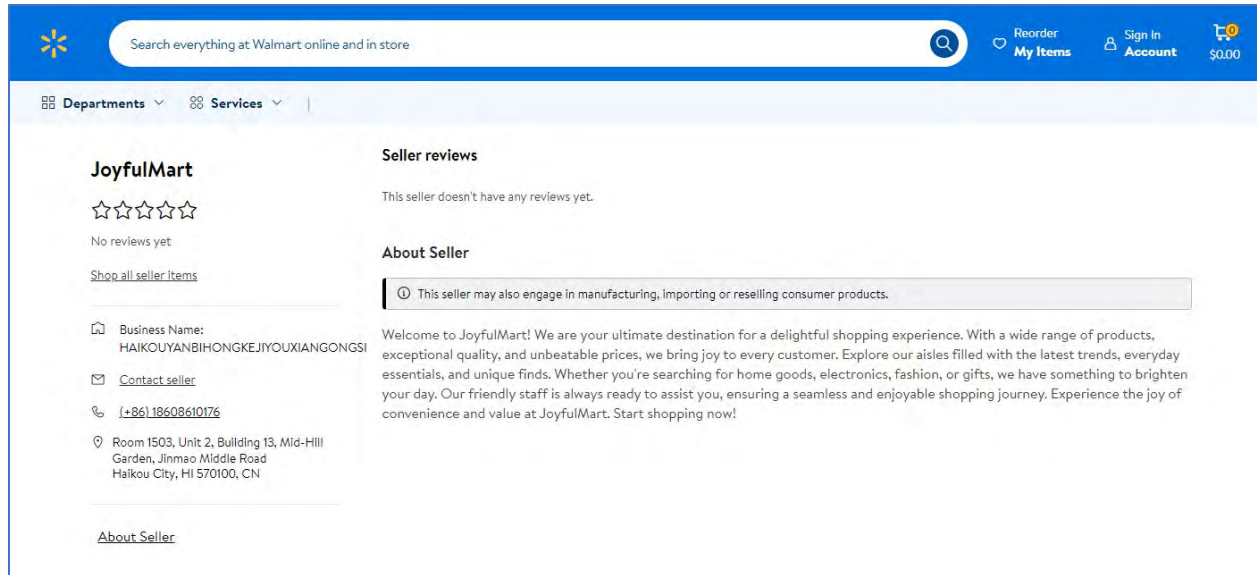 Search everything at Walmart online and in store
Reorder
My Items
Sign In
Account
0
$0.00
Departments
Services
JoyfulMart
No reviews yet
Shop all seller items
Business Name:
HAIKOUYANBIHONGKEJIYOUXIANGONGSI
Contact seller
(+86) 18608610176
Room 1503, Unit 2, Building 13, Mid-Hill
Garden, Jinmao Middle Road
Haikou City, HI 570100, CN
About Seller
Seller reviews
This seller doesn't have any reviews yet.
About Seller
This seller may also engage in manufacturing, importing or reselling consumer products.
Welcome to JoyfulMart! We are your ultimate destination for a delightful shopping experience. With a wide range of products,
exceptional quality, and unbeatable prices, we bring joy to every customer. Explore our aisles filled with the latest trends, everyday
essentials, and unique finds. Whether you're searching for home goods, electronics, fashion, or gifts, we have something to brighten
your day. Our friendly staff is always ready to assist you, ensuring a seamless and enjoyable shopping journey. Experience the joy of
convenience and value at JoyfulMart. Start shopping now!